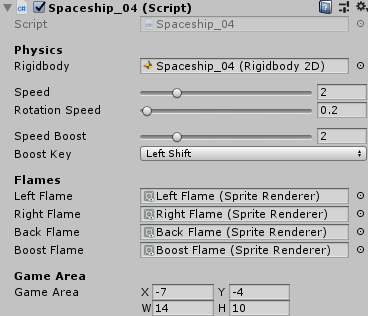 c#
Spaceship_04 (Script)
Script Spaceship_04
Physics
Rigidbody Spaceship_04 (Rigidbody 2D)
Speed 2
Rotation Speed 0.2
Speed Boost 2
Boost Key Left Shift
Flames
Left Flame Left Flame (Sprite Renderer)
Right Flame Right Flame (Sprite Renderer)
Back Flame Back Flame (Sprite Renderer)
Boost Flame Boost Flame (Sprite Renderer)
Game Area
Game Area X -7 Y -4
W 14 H 10